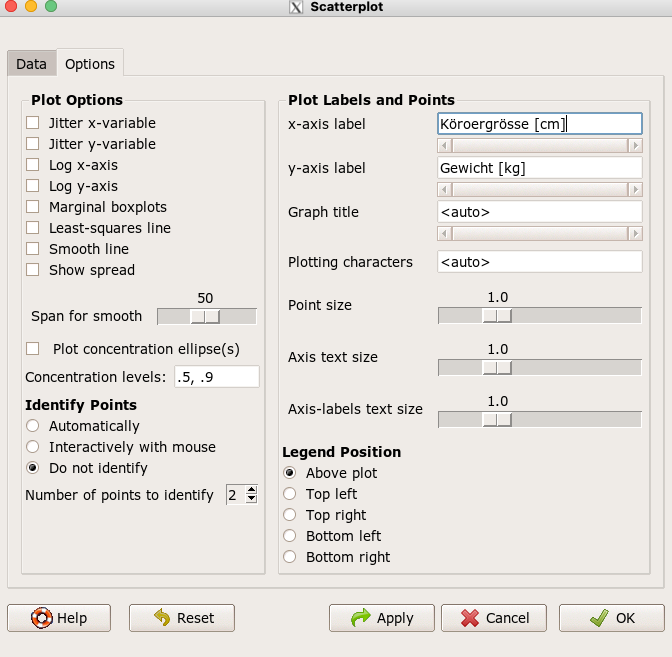 Scatterplot
Data
Options
Plot Options
Jitter x-variable
Jitter y-variable
Log x-axis
Log y-axis
Marginal boxplots
Least-squares line
Smooth line
Show spread
Span for smooth
50
Plot concentration ellipse(s)
Concentration levels: .5, .9
Identify Points
Automatically
Interactively with mouse
Do not identify
Number of points to identify 2
Plot Labels and Points
x-axis label Köroergrösse [cm]
y-axis label Gewicht [kg]
Graph title <auto>
Plotting characters <auto>
Point size 1.0
Axis text size 1.0
Axis-labels text size 1.0
Legend Position
Above plot
Top left
Top right
Bottom left
Bottom right
Help
Reset
Apply
Cancel
OK